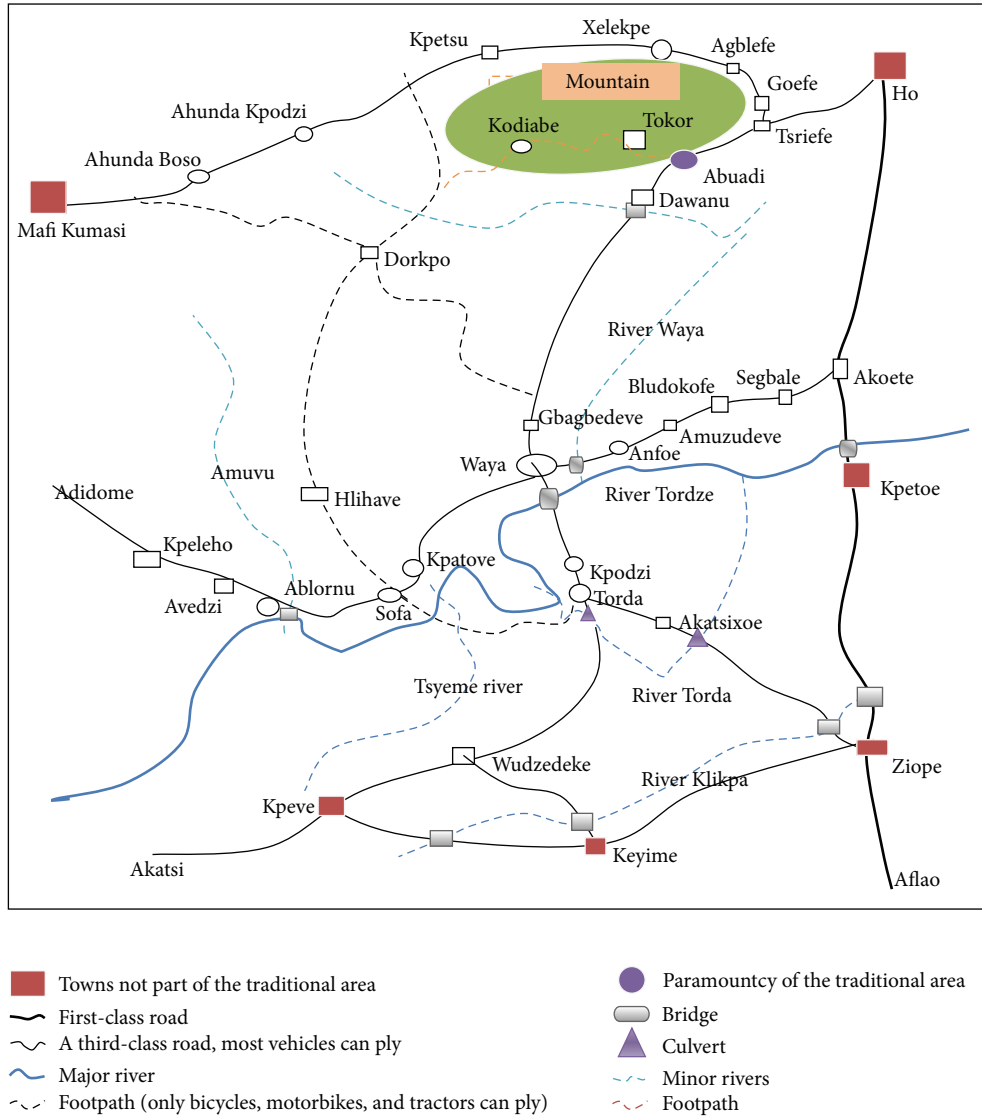 Xelekpe
Kpetsu
Agblefe
Mountain
Goefe
Ho
Ahunda Kpodzi
Kodiabe
Tokor
Tsriefe
Ahunda Boso
Abuadi
Dawanu
Mafi Kumasi
Dorkpo
River Waya
Akoete
Segbale
Bludokofe
Gbagbedeve
Amuzudeve
Anfoe
Waya
Amuvu
Kpetoe
River Tordze
Adidome
Hlihave
Kpeleho
Kpatove
Kpodzi
Ablornu
Torda
Avedzi
Sofa
Akatsixoe
Tsyeme river
River Torda
Wudzedeke
Ziope
River Klikpa
Kpeve
Keyime
Akatsi
Aflao
Towns not part of the traditional area
First-class road
A third-class road, most vehicles can ply
Major river
Footpath (only bicycles, motorbikes, and tractors can ply)
Paramountcy of the traditional area
Bridge
Culvert
Minor rivers
Footpath